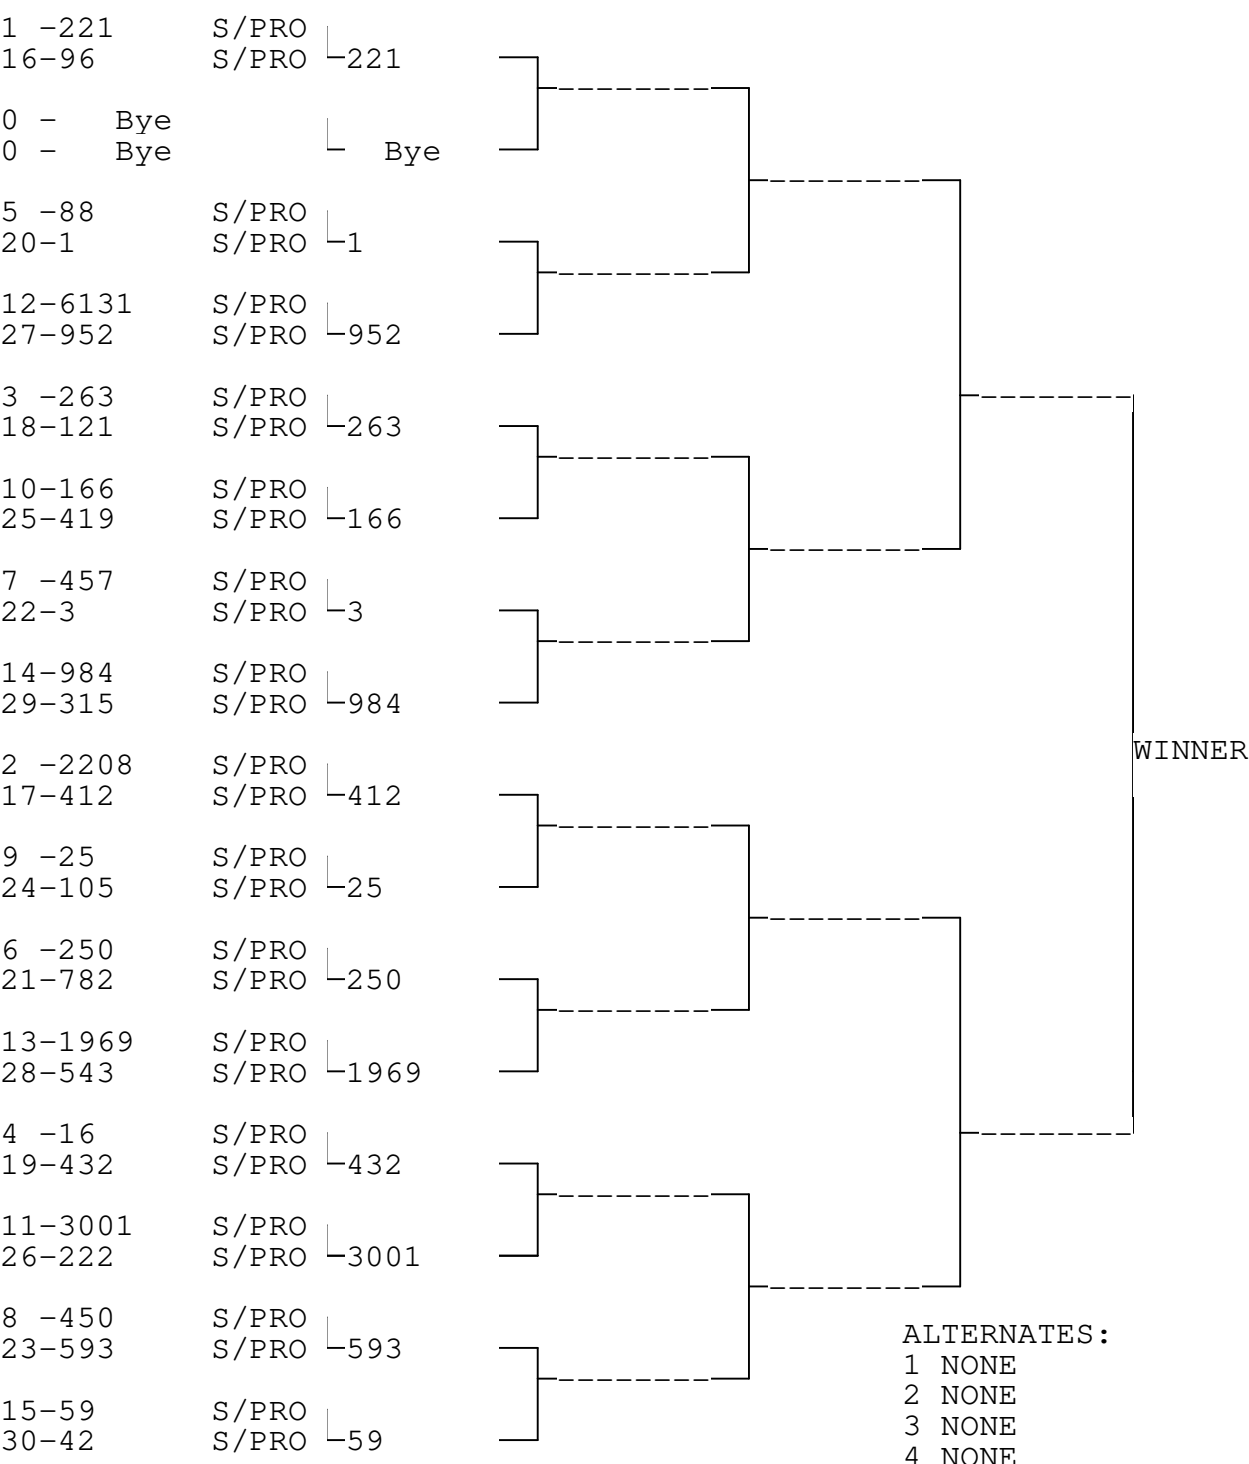 1 -221 S/PRO
16-96 S/PRO 221
0 - Bye
0 - Bye Bye
5 -88 S/PRO
20-1 S/PRO 1
12-6131 S/PRO
27-952 S/PRO 952
3 -263 S/PRO
18-121 S/PRO 263
10-166 S/PRO
25-419 S/PRO 166
7 -457 S/PRO
22-3 S/PRO 3
14-984 S/PRO
29-315 S/PRO 984
WINNER
2 -2208 S/PRO
17-412 S/PRO 412
9 -25 S/PRO
24-105 S/PRO 25
6 -250 S/PRO
21-782 S/PRO 250
13-1969 S/PRO
28-543 S/PRO 1969
4 -16 S/PRO
19-432 S/PRO 432
11-3001 S/PRO
26-222 S/PRO 3001
8 -450 S/PRO
23-593 S/PRO 593
15-59 S/PRO
30-42 S/PRO 59
ALTERNATES:
1 NONE
2 NONE
3 NONE
4 NONE